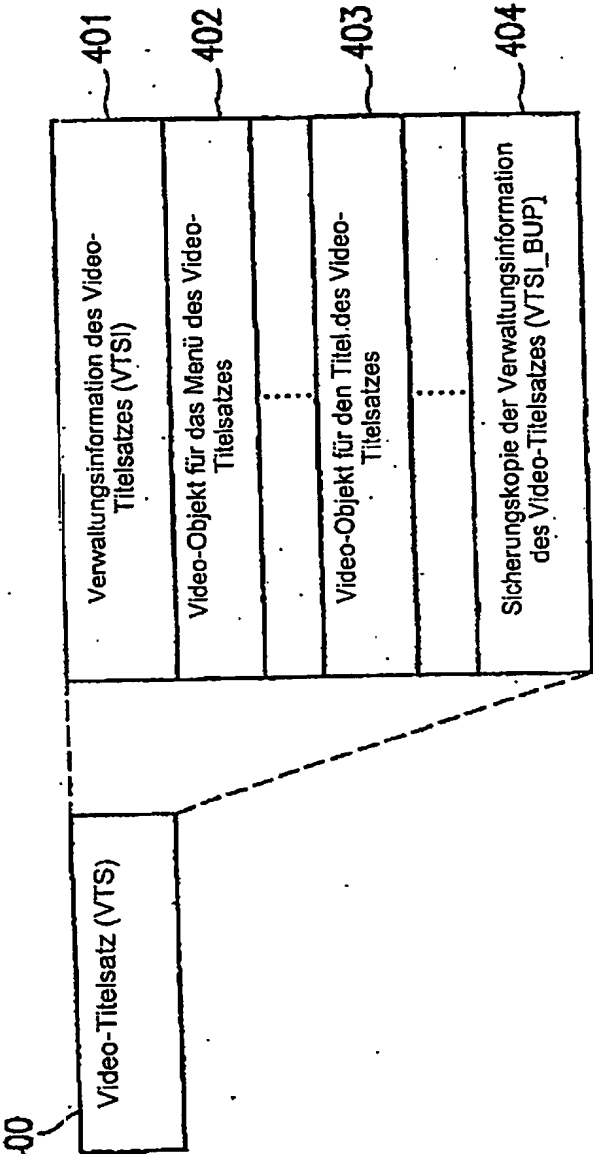 00
Video-Titelsatz (VTS)
Verwaltungsinformation des Video-
Titelsatzes (VTSI)
401
Video-Objekt für das Menü des Video-
Titelsatzes
402
Video-Objekt für den Titel.des Video-
Titelsatzes
403
Sicherungskopie der Verwaltungsinformation
des Video-Titelsatzes (VTSI_BUP]
404